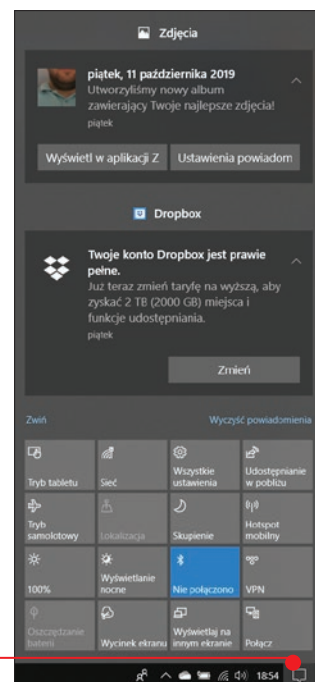 Zdjęcia
piątek, 11 października 2019
Utworzyliśmy nowy album
zawierający Twoje najlepsze zdjęcia!
piątek
Wyświetl w aplikacji Z Ustawienia powiadom
Dropbox
Twoje konto Dropbox jest prawie
pełne.
Już teraz zmień taryfę na wyższą, aby
zyskać 2 TB (2000 GB) miejsca i
funkcje udostępniania.
piątek
Zmień
Zwiń Wyczyść powiadomienia
Tryb tabletu Sieć Wszystkie
ustawienia Udostępnianie
w pobliżu
Tryb
samolotowy Lokalizacja Skupienie Hotspot
mobilny
100% Wyświetlanie
nocne Nie połączono VPN
Oszczędzanie
baterii Wycinek ekranu Wyświetlaj na
innym ekranie Połącz
18:54